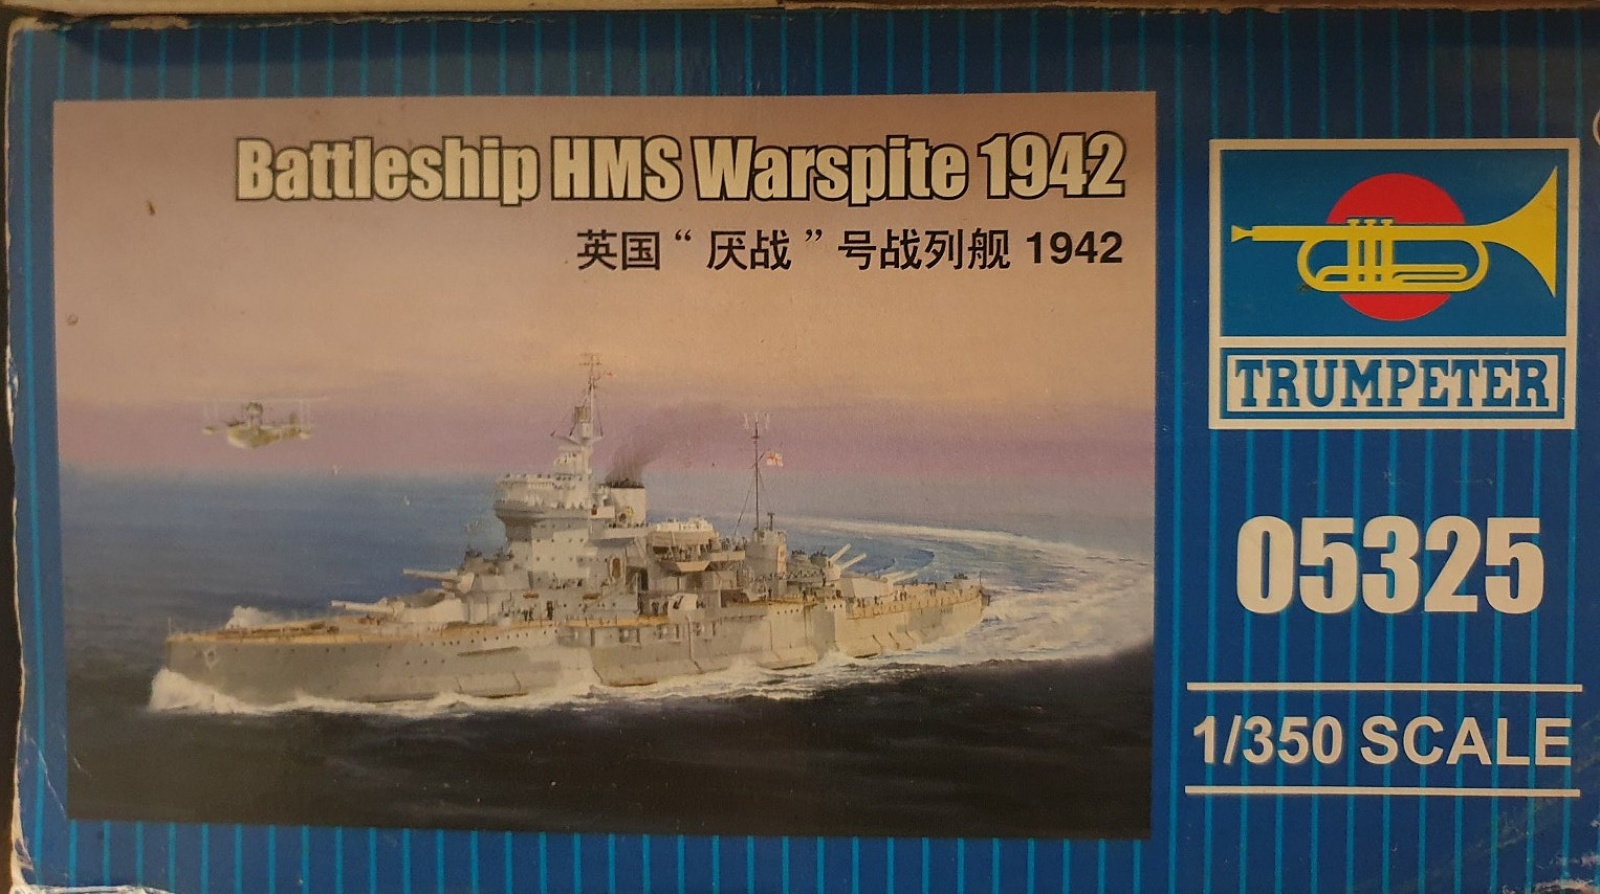 Battleship HMS Warspite 1942
英国“厌战”号战列舰 1942
TRUMPETER
05325
1/350 SCALE